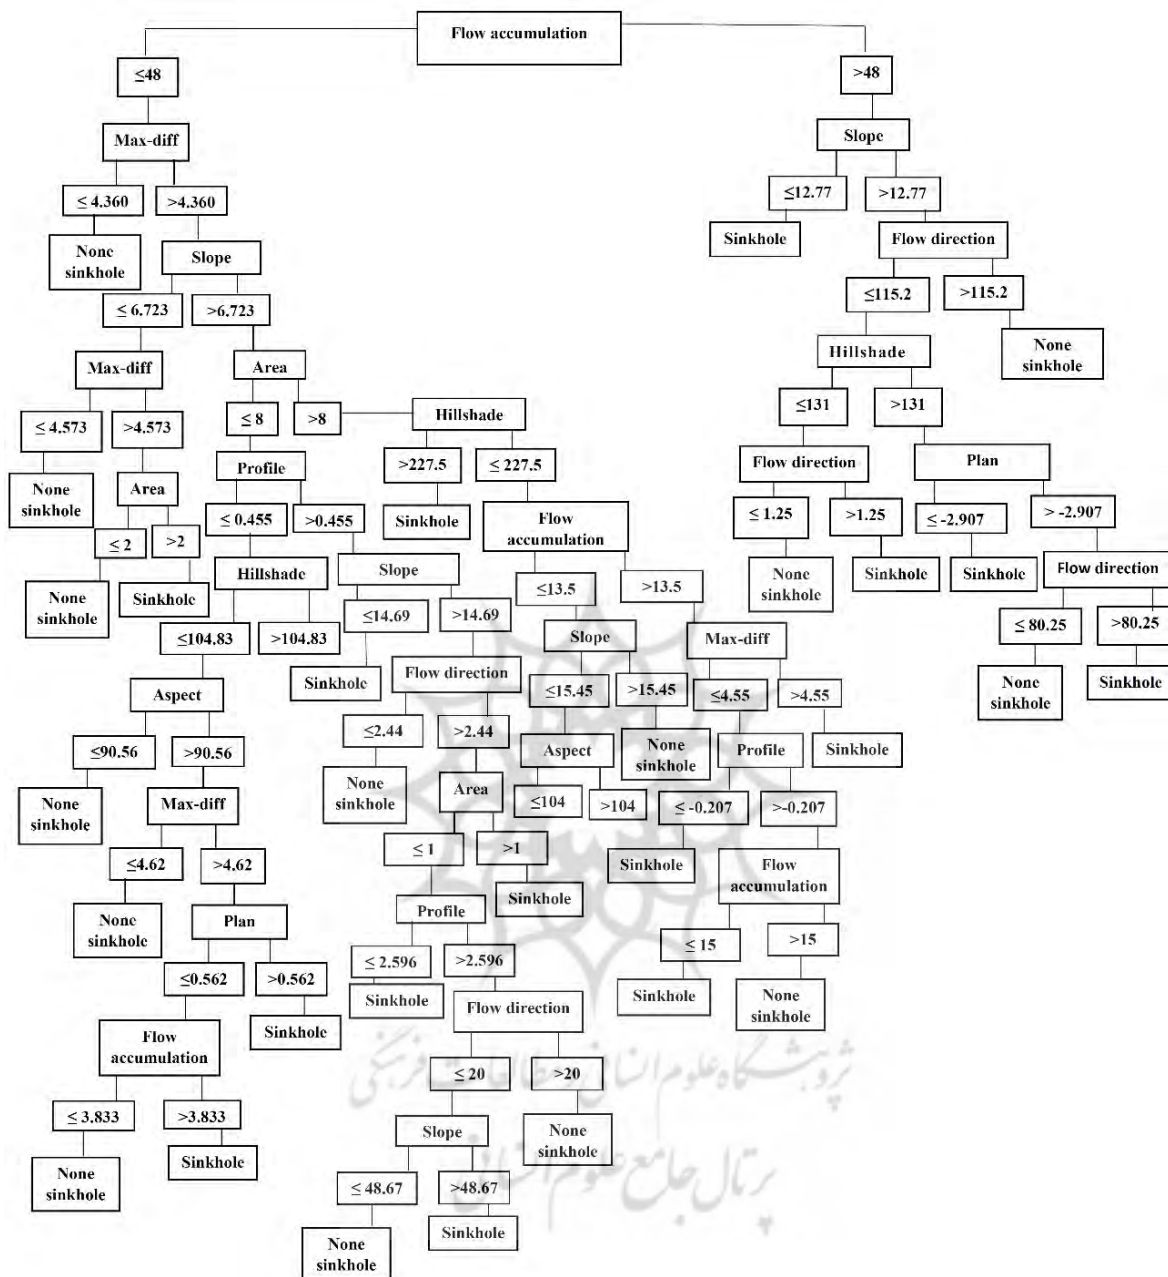 Flow accumulation
≤48
>48
Max-diff
Slope
≤ 4.360
>4.360
≤12.77
>12.77
None
sinkhole
Slope
Sinkhole
Flow direction
≤ 6.723
>6.723
≤115.2
>115.2
Max-diff
Area
Hillshade
None
sinkhole
≤ 4.573
>4.573
≤ 8
>8
Hillshade
≤131
>131
None
sinkhole
Area
Profile
>227.5
≤ 227.5
Flow direction
Plan
≤ 2
>2
≤ 0.455
>0.455
Sinkhole
Flow
accumulation
≤ 1.25
>1.25
≤ -2.907
> -2.907
None
sinkhole
Sinkhole
Hillshade
Slope
≤13.5
>13.5
None
sinkhole
Sinkhole
Sinkhole
Flow direction
≤104.83
>104.83
≤14.69
>14.69
Slope
Max-diff
≤ 80.25
>80.25
Aspect
Sinkhole
Flow direction
≤15.45
>15.45
≤4.55
>4.55
None
sinkhole
Sinkhole
≤90.56
>90.56
≤2.44
>2.44
Aspect
None
sinkhole
Profile
Sinkhole
None
sinkhole
Max-diff
None
sinkhole
Area
≤104
>104
≤ -0.207
>-0.207
≤4.62
>4.62
≤ 1
>1
Sinkhole
Flow
accumulation
None
sinkhole
Plan
Profile
Sinkhole
≤ 15
>15
≤0.562
>0.562
≤ 2.596
>2.596
Sinkhole
None
sinkhole
Flow
accumulation
Sinkhole
Sinkhole
Flow direction
≤ 3.833
>3.833
≤ 20
>20
None
sinkhole
Sinkhole
Slope
None
sinkhole
≤ 48.67
>48.67
None
sinkhole
Sinkhole
پژوهشگاه علوم انسانی و مطالعات فرهنگی
پرتال جامع علوم انسانی